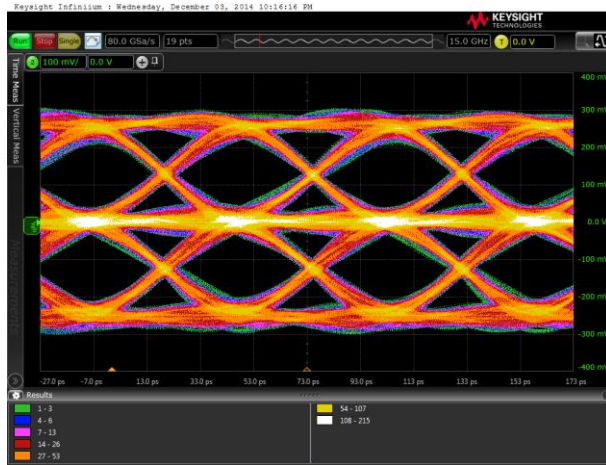 Keysight Infiniium : Wednesday, December 03, 2014 10:16:16 PM
KEYSIGHT
TECHNOLOGIES
Run Stop Single 80.0 GSa/s 19 pts 15.0 GHz T 0.0 V
2 100 mV/ 0.0 V
Time Meas Vertical Meas
Measurements
400 mV
300 mV
200 mV
100 mV
0.0 V
-100 mV
-200 mV
-300 mV
-400 mV
-27.0 ps -7.0 ps 13.0 ps 33.0 ps 53.0 ps 73.0 ps 93.0 ps 113 ps 133 ps 153 ps 173 ps
Results
1 - 3 54 - 107
4 - 6 108 - 215
7 - 13
14 - 26
27 - 53